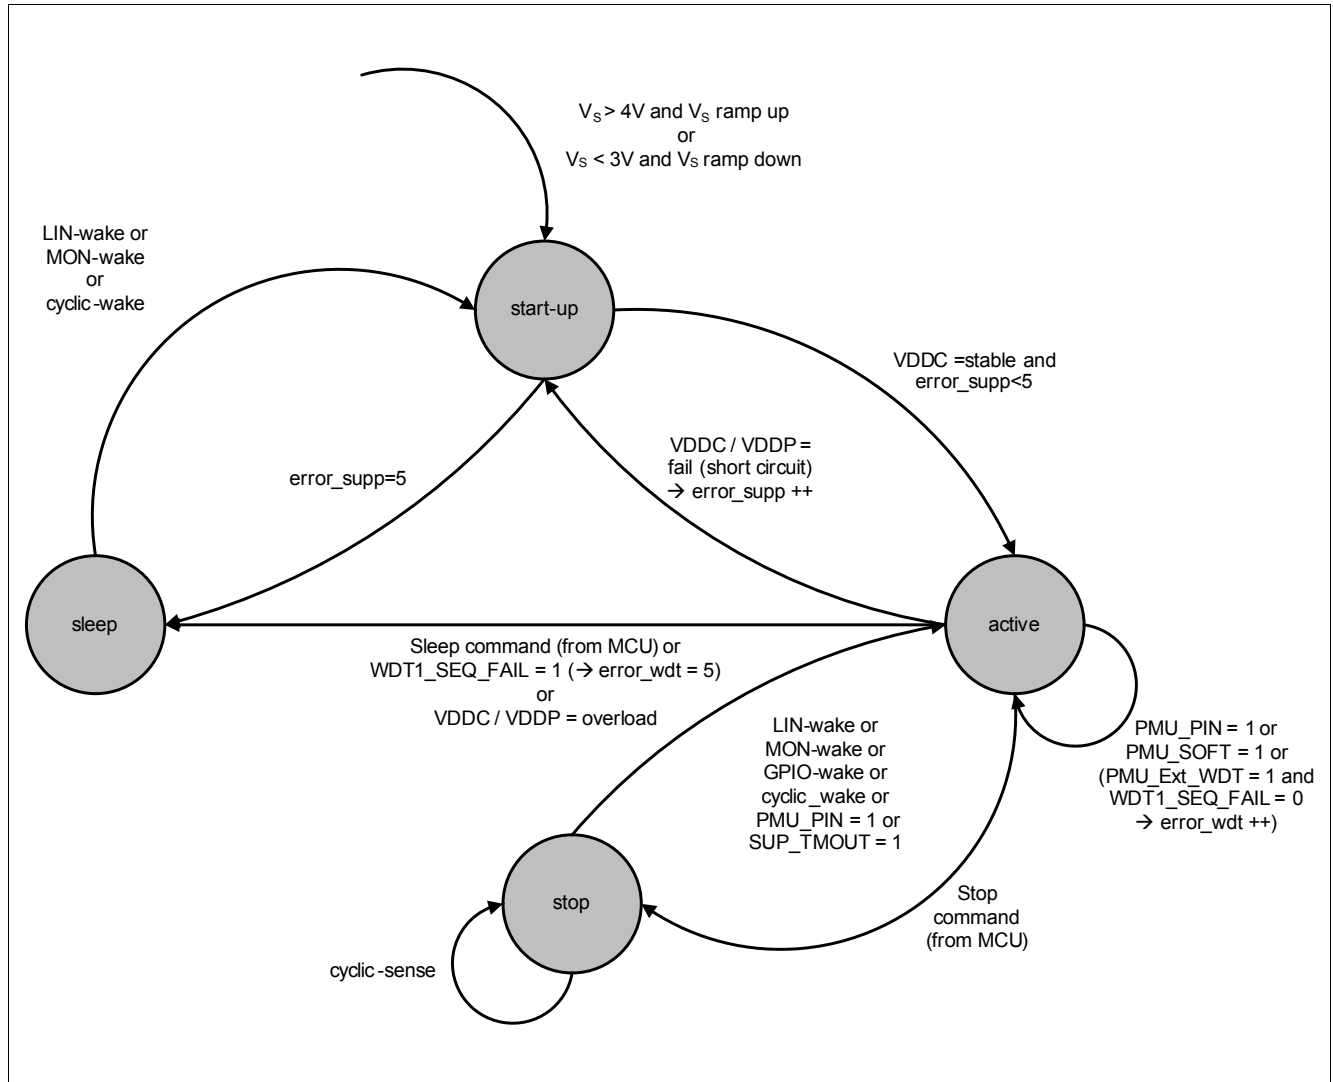 V_S > 4V and V_S ramp up
or
V_S < 3V and V_S ramp down
LIN-wake or
MON-wake
or
cyclic-wake
start-up
VDDC =stable and
error_supp<5
VDDC / VDDP =
fail (short circuit)
→ error_supp ++
error_supp=5
sleep
active
Sleep command (from MCU) or
WDT1_SEQ_FAIL = 1 (→ error_wdt = 5)
or
VDDC / VDDP = overload
LIN-wake or
MON-wake or
GPIO-wake or
cyclic_wake or
PMU_PIN = 1 or
SUP_TMOUT = 1
PMU_PIN = 1 or
PMU_SOFT = 1 or
(PMU_Ext_WDT = 1 and
WDT1_SEQ_FAIL = 0
→ error_wdt ++)
stop
Stop
command
(from MCU)
cyclic-sense